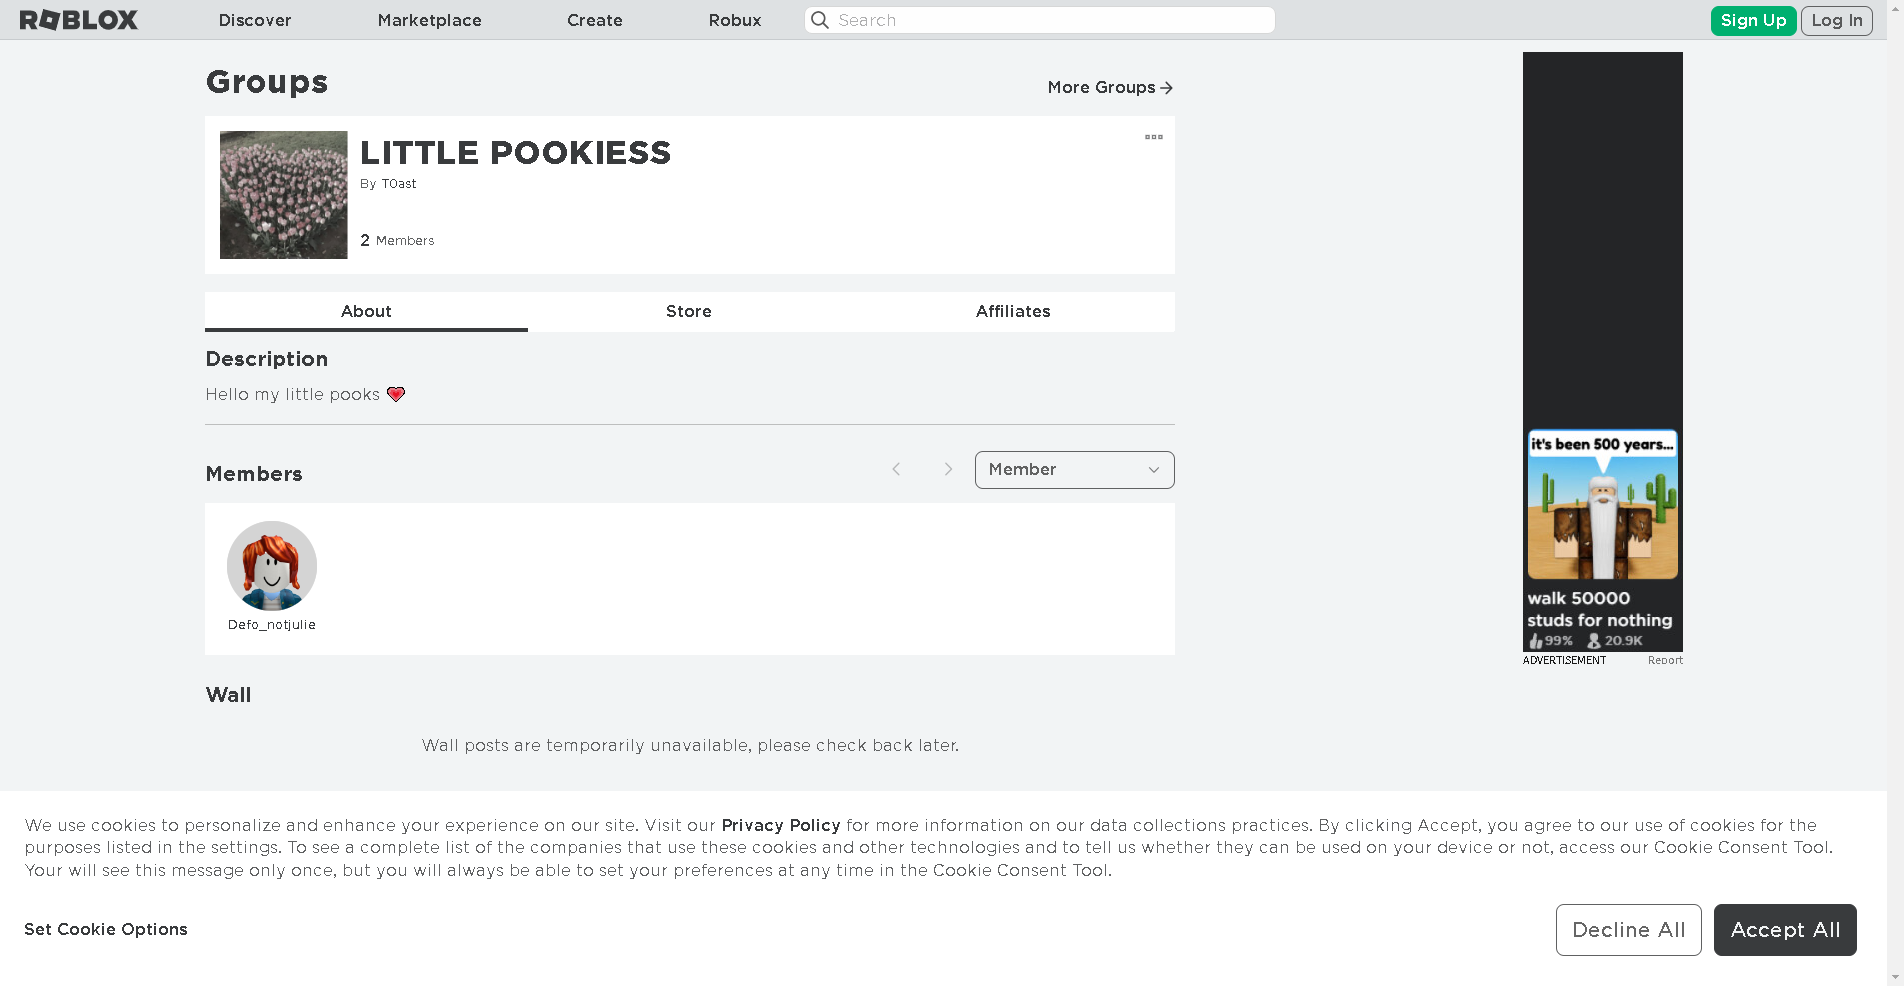 ROBLOX
Discover
Marketplace
Create
Robux
Search
Sign Up
Log In
Groups
More Groups
LITTLE POOKIESS
By T0ast
2 Members
About
Store
Affiliates
Description
Hello my little pooks
Members
Member
Defo_notjulie
Wall
Wall posts are temporarily unavailable, please check back later.
it's been 500 years...
walk 50000
studs for nothing
99% 20.9K
ADVERTISEMENT
Report
We use cookies to personalize and enhance your experience on our site. Visit our Privacy Policy for more information on our data collections practices. By clicking Accept, you agree to our use of cookies for the
purposes listed in the settings. To see a complete list of the companies that use these cookies and other technologies and to tell us whether they can be used on your device or not, access our Cookie Consent Tool.
Your will see this message only once, but you will always be able to set your preferences at any time in the Cookie Consent Tool.
Set Cookie Options
Decline All
Accept All